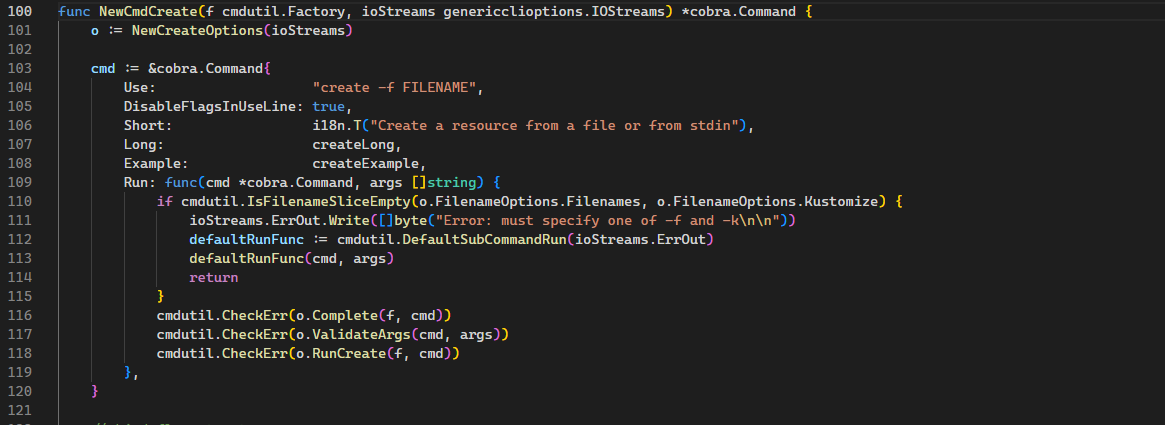 100 func NewCmdCreate(f cmdutil.Factory, ioStreams genericclioptions.IOStreams) *cobra.Command {
101     o := NewCreateOptions(ioStreams)
102
103     cmd := &cobra.Command{
104         Use:                   "create -f FILENAME",
105         DisableFlagsInUseLine: true,
106         Short:                 i18n.T("Create a resource from a file or from stdin"),
107         Long:                  createLong,
108         Example:               createExample,
109         Run: func(cmd *cobra.Command, args []string) {
110             if cmdutil.IsFilenameSliceEmpty(o.FilenameOptions.Filenames, o.FilenameOptions.Kustomize) {
111                 ioStreams.ErrOut.Write([]byte("Error: must specify one of -f and -k\n\n"))
112                 defaultRunFunc := cmdutil.DefaultSubCommandRun(ioStreams.ErrOut)
113                 defaultRunFunc(cmd, args)
114                 return
115             }
116             cmdutil.CheckErr(o.Complete(f, cmd))
117             cmdutil.CheckErr(o.ValidateArgs(cmd, args))
118             cmdutil.CheckErr(o.RunCreate(f, cmd))
119         },
120     }
121